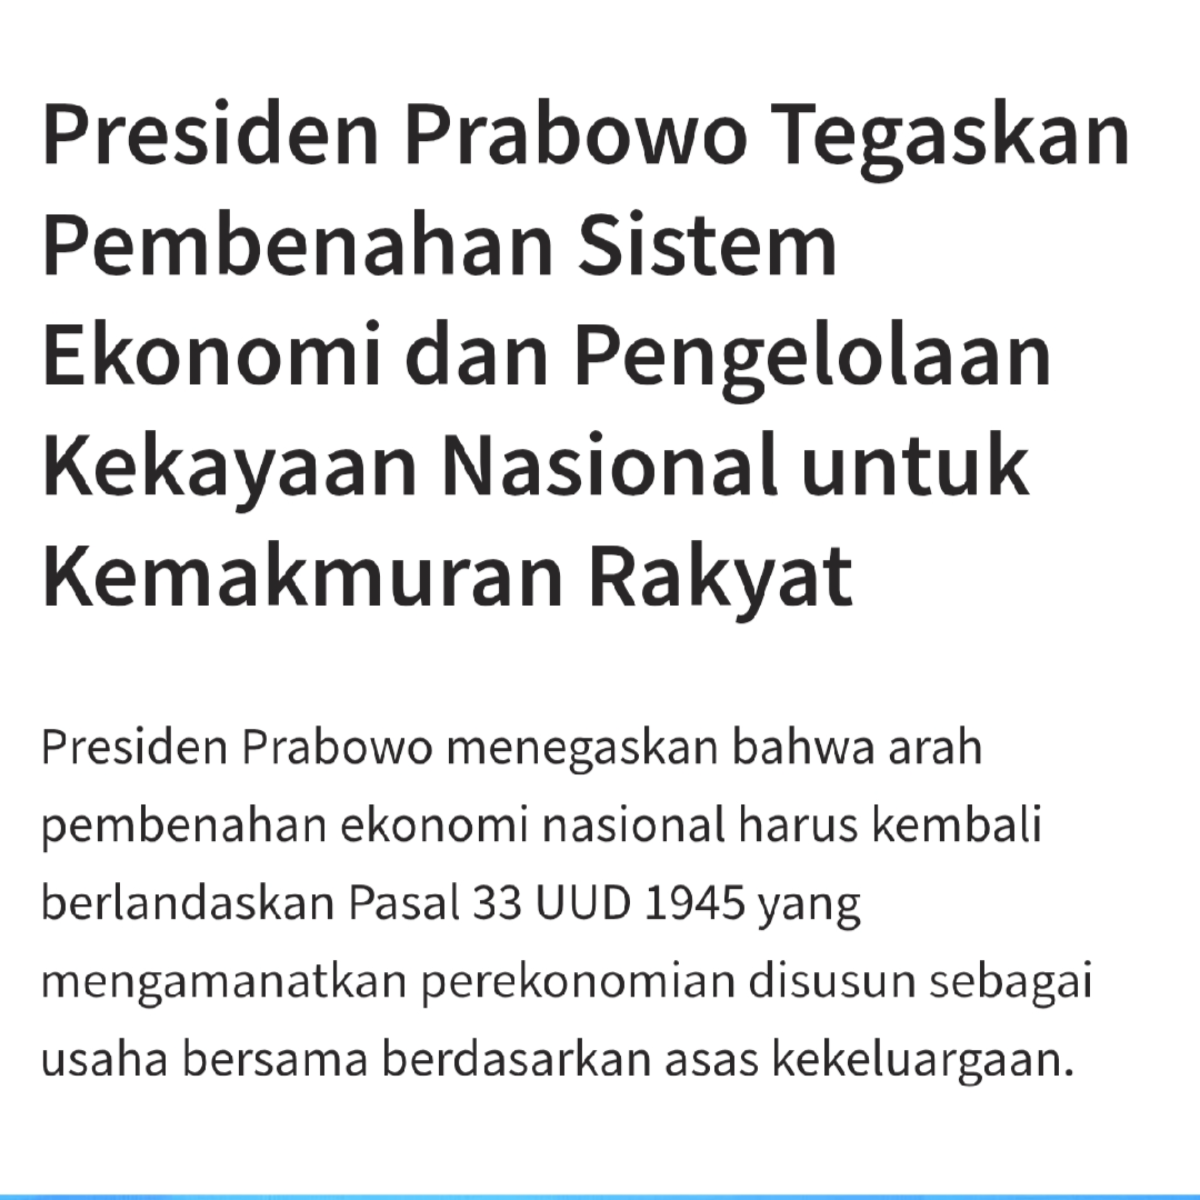 Presiden Prabowo Tegaskan
Pembenahan Sistem
Ekonomi dan Pengelolaan
Kekayaan Nasional untuk
Kemakmuran Rakyat
Presiden Prabowo menegaskan bahwa arah
pembenahan ekonomi nasional harus kembali
berlandaskan Pasal 33 UUD 1945 yang
mengamanatkan perekonomian disusun sebagai
usaha bersama berdasarkan asas kekeluargaan.